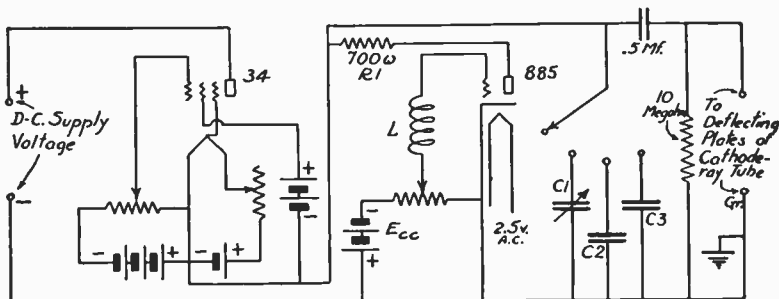 +
D-C. Supply
Voltage
-
34
+
-
- +
- +
700ω
R1
885
L
-
Ecc
+
2.5v.
A.C.
.5 Mf.
10
Megohm
C1
C2
C3
To
Deflecting
Plates of
Cathode-
ray Tube